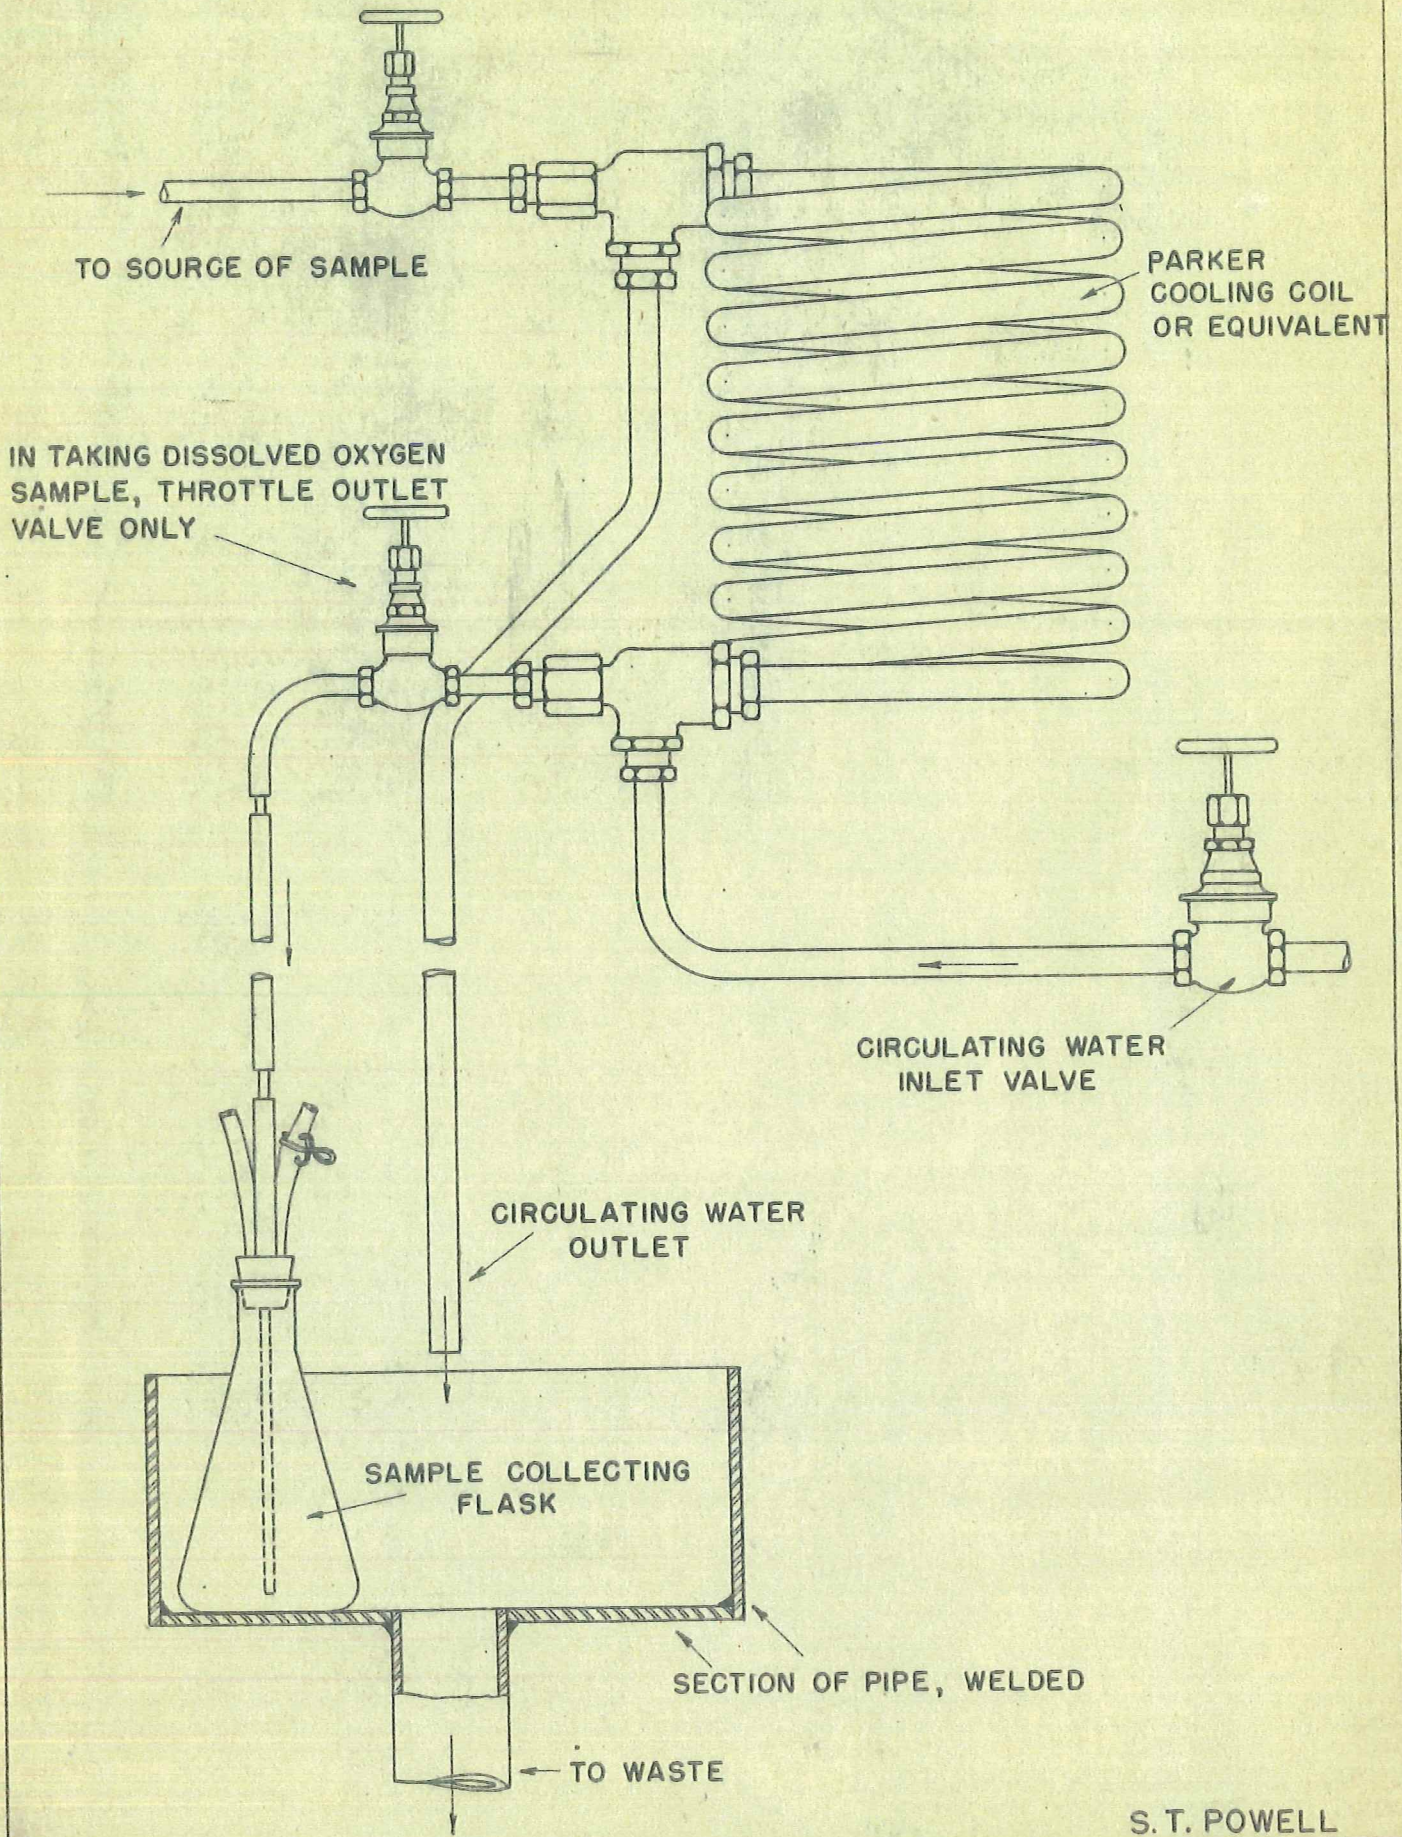 TO SOURCE OF SAMPLE
PARKER
COOLING COIL
OR EQUIVALENT
IN TAKING DISSOLVED OXYGEN
SAMPLE, THROTTLE OUTLET
VALVE ONLY
CIRCULATING WATER
INLET VALVE
CIRCULATING WATER
OUTLET
SAMPLE COLLECTING
FLASK
SECTION OF PIPE, WELDED
TO WASTE
S. T. POWELL